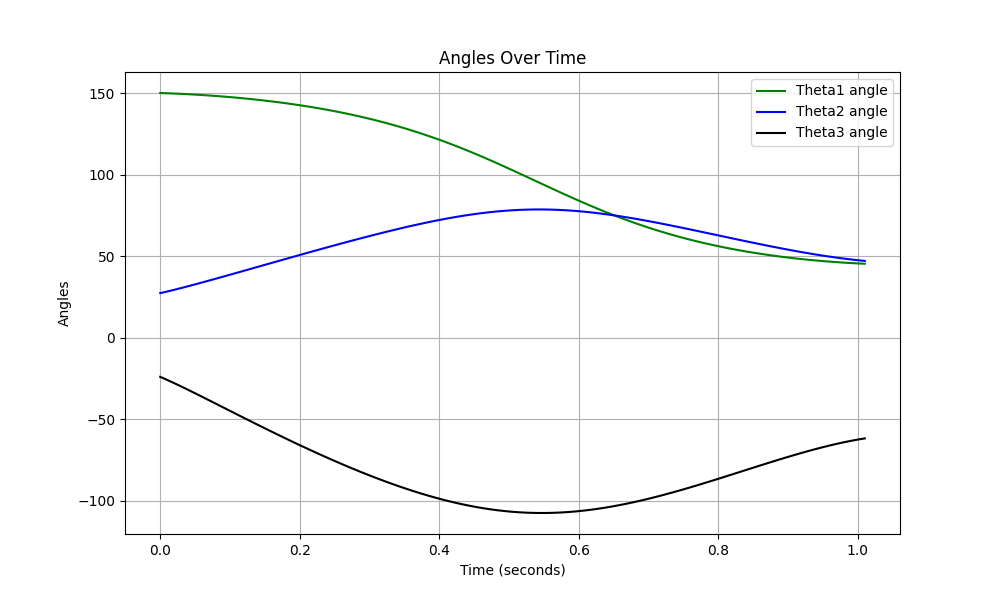 Angles Over Time
Theta1 angle
Theta2 angle
Theta3 angle
Angles
150
100
50
0
−50
−100
0.0 0.2 0.4 0.6 0.8 1.0
Time (seconds)